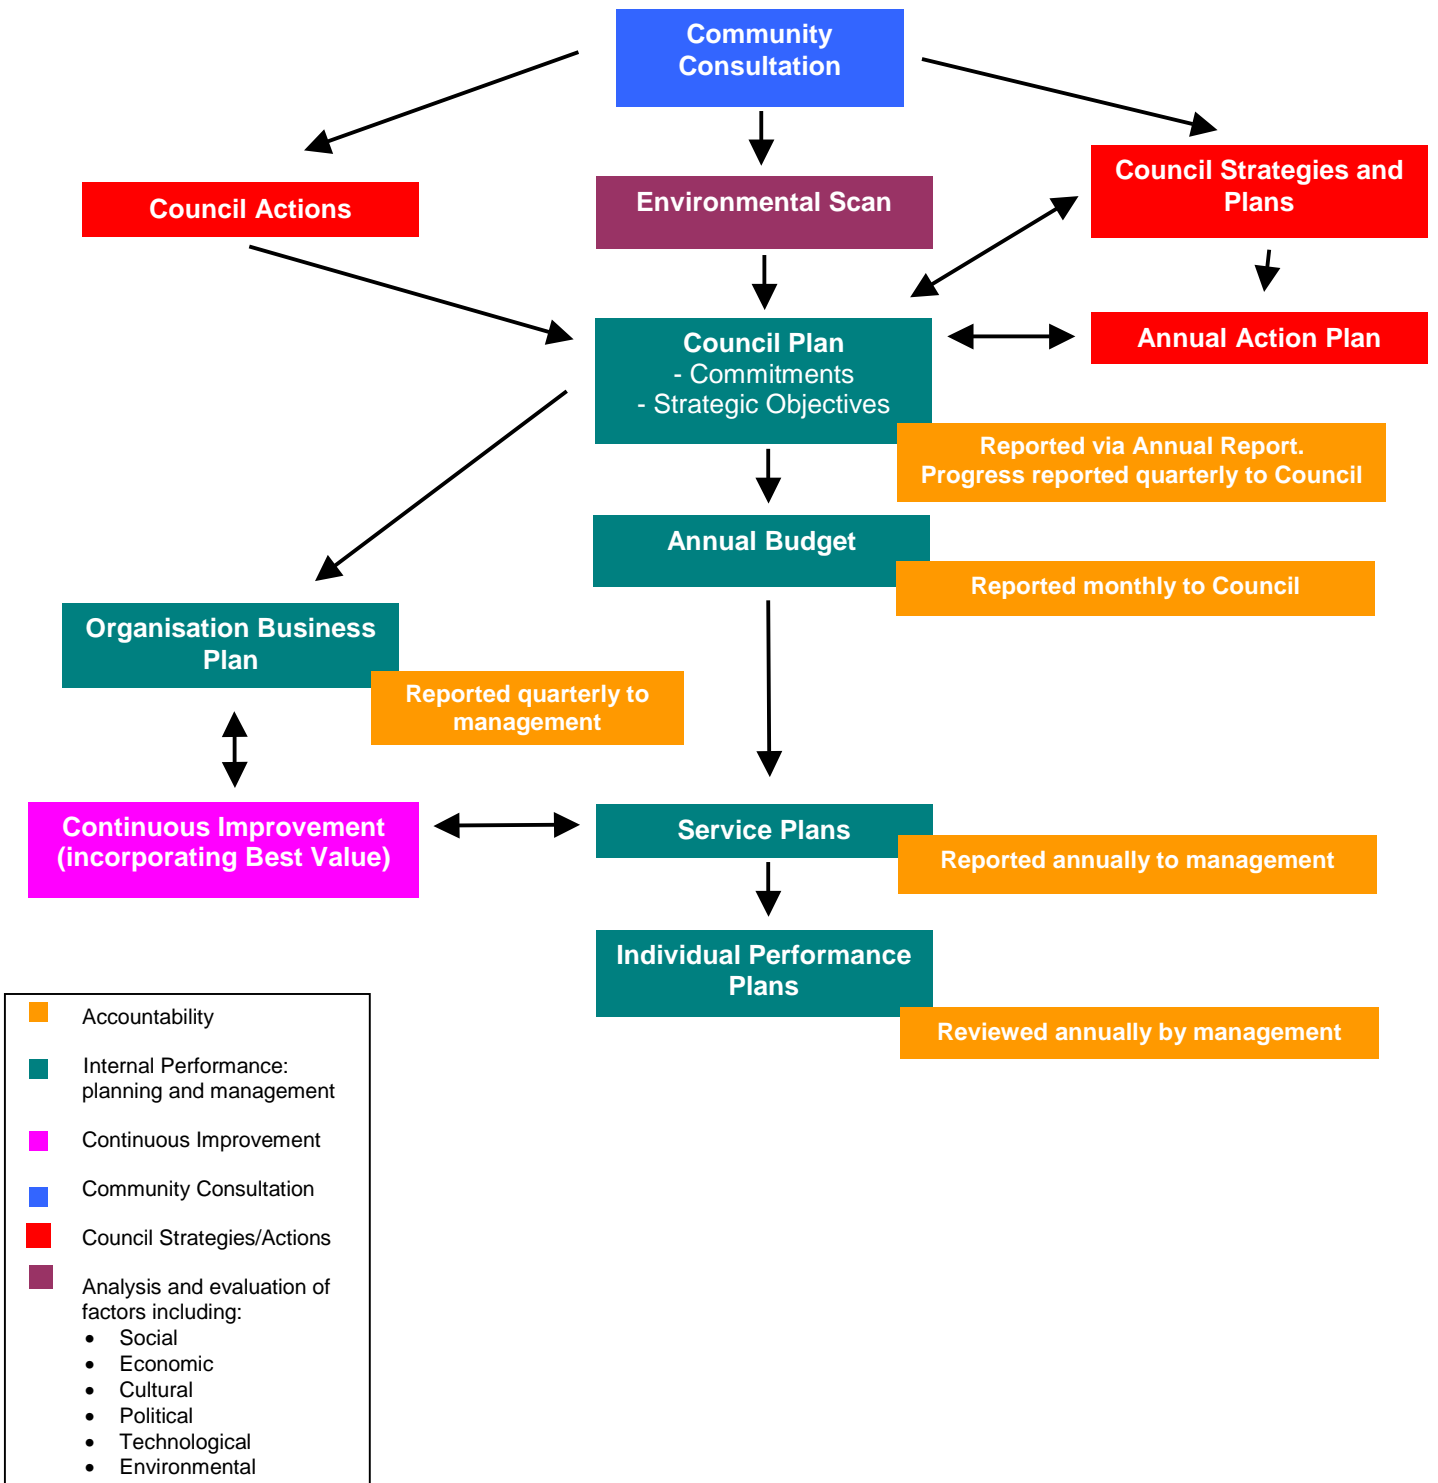 Community
Consultation
Council Strategies and
Plans
Council Actions
Environmental Scan
Council Plan
- Commitments
- Strategic Objectives
Annual Action Plan
Reported via Annual Report.
Progress reported quarterly to Council
Annual Budget
Reported monthly to Council
Organisation Business
Plan
Reported quarterly to
management
Continuous Improvement
(incorporating Best Value)
Service Plans
Reported annually to management
Individual Performance
Plans
Reviewed annually by management
Accountability
Internal Performance:
planning and management
Continuous Improvement
Community Consultation
Council Strategies/Actions
Analysis and evaluation of
factors including:
• Social
• Economic
• Cultural
• Political
• Technological
• Environmental